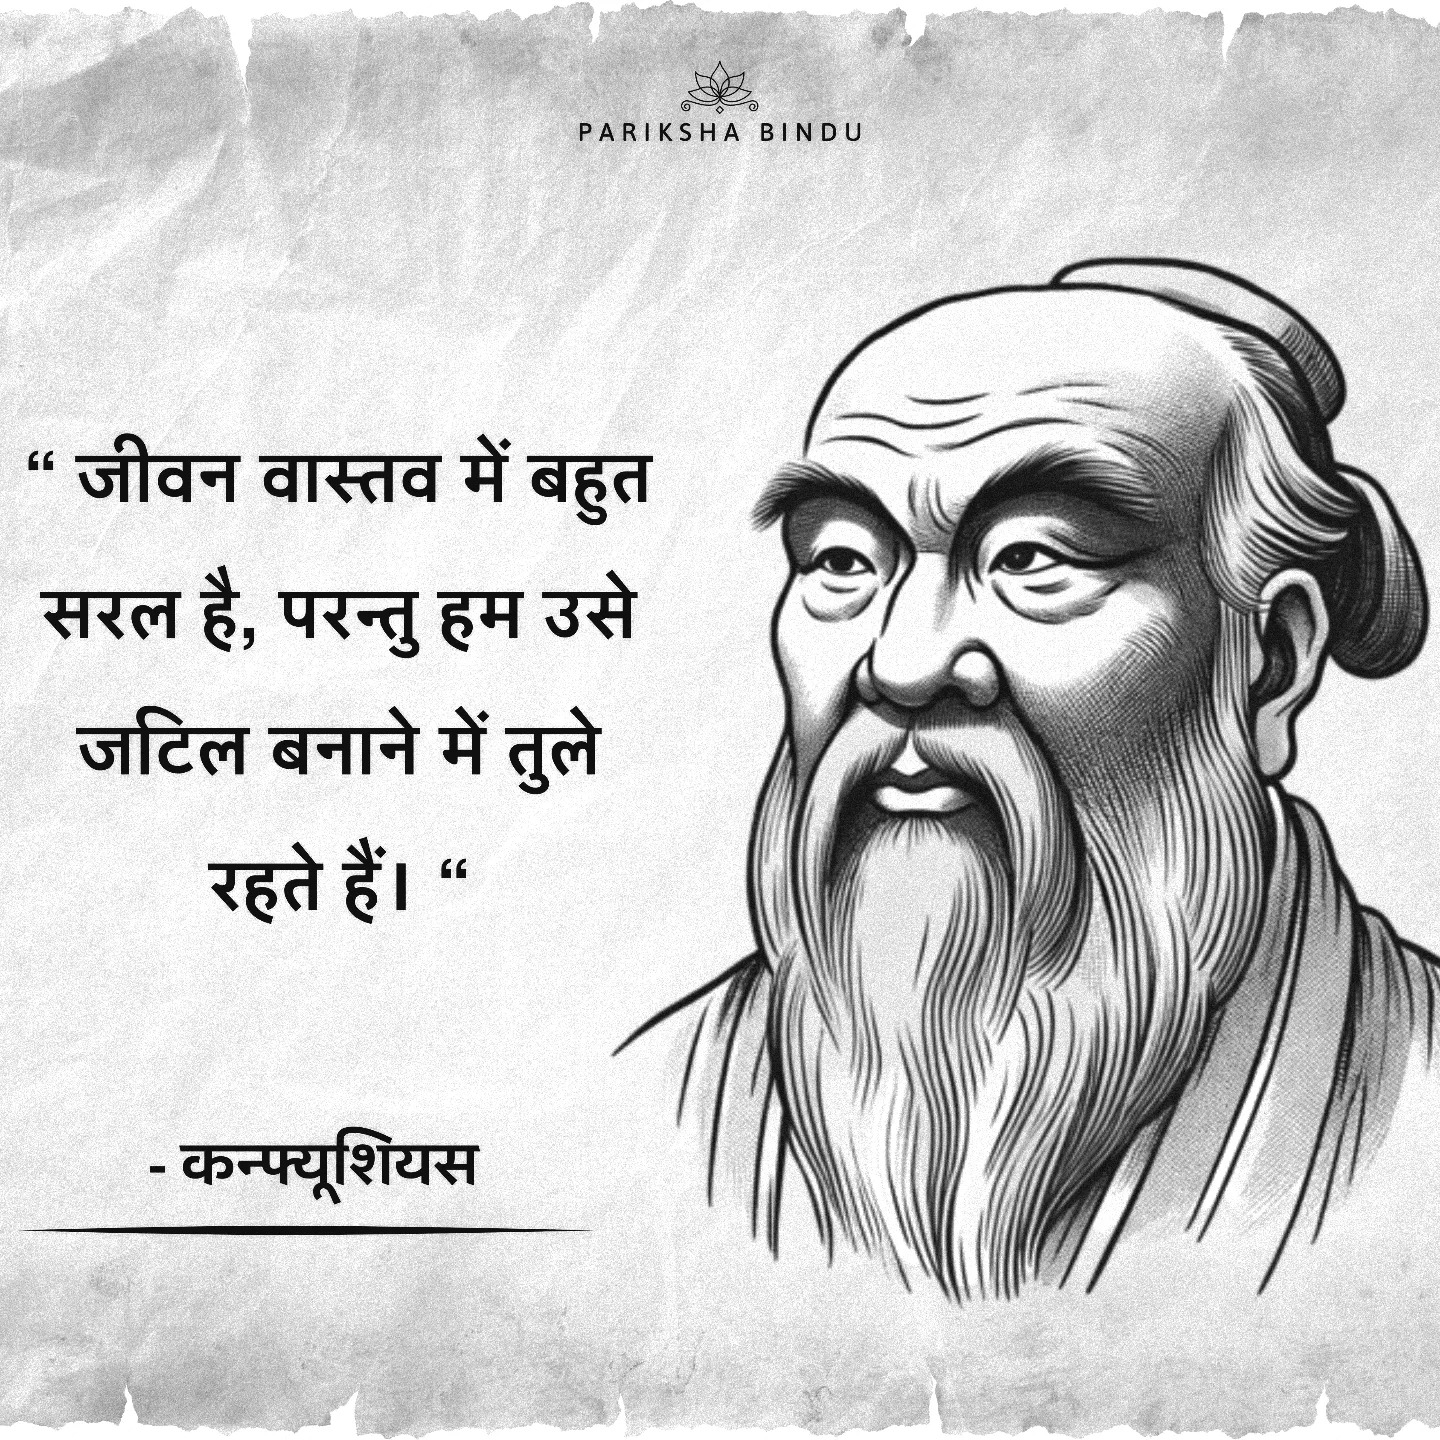 PARIKSHA BINDU
“ जीवन वास्तव में बहुत
सरल है, परन्तु हम उसे
जटिल बनाने में तुले
रहते हैं। “
- कन्फ्यूशियस